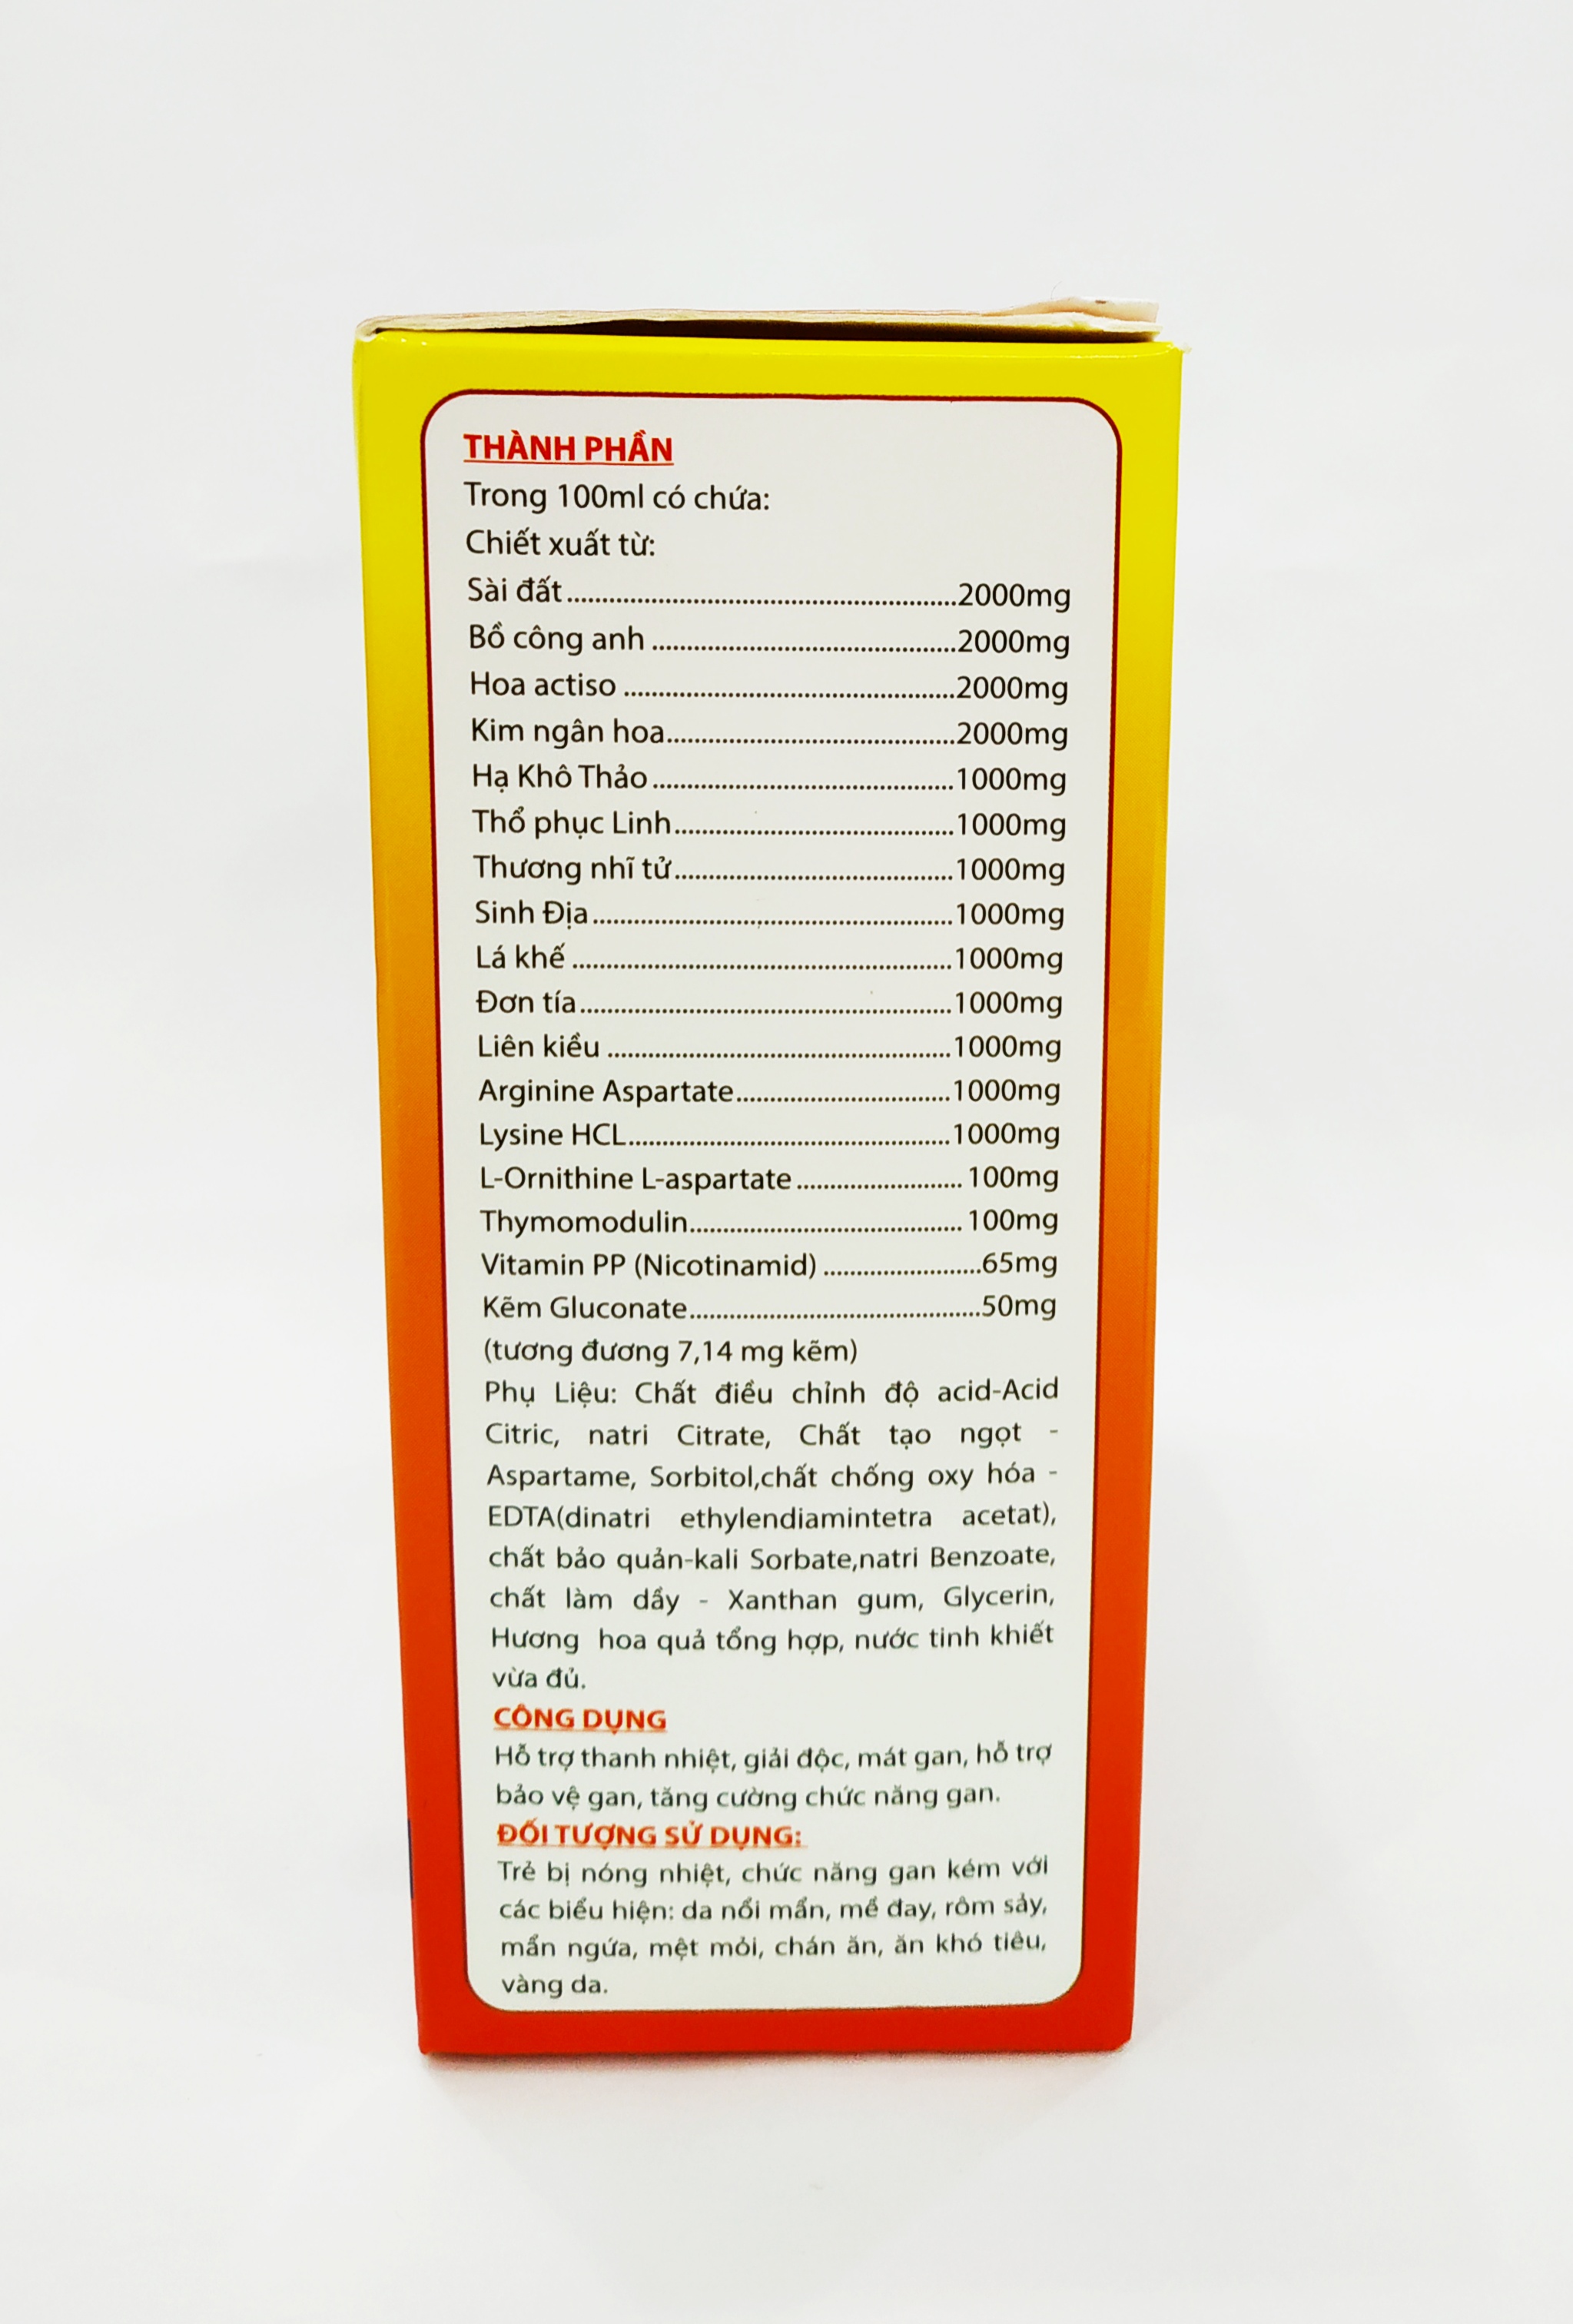 THÀNH PHẦN
Trong 100ml có chứa:
Chiết xuất từ:
Sài đất.......................................................2000mg
Bồ công anh ...........................................2000mg
Hoa actiso ...............................................2000mg
Kim ngân hoa.........................................2000mg
Hạ Khô Thảo...........................................1000mg
Thổ phục Linh........................................1000mg
Thương nhĩ tử........................................1000mg
Sinh Địa...................................................1000mg
Lá khế ......................................................1000mg
Đơn tía.....................................................1000mg
Liên kiều .................................................1000mg
Arginine Aspartate...............................1000mg
Lysine HCL..............................................1000mg
L-Ornithine L-aspartate........................ 100mg
Thymomodulin....................................... 100mg
Vitamin PP (Nicotinamid) .......................65mg
Kẽm Gluconate..........................................50mg
(tương đương 7,14 mg kẽm)
Phụ Liệu: Chất điều chỉnh độ acid-Acid
Citric, natri Citrate, Chất tạo ngọt -
Aspartame, Sorbitol,chất chống oxy hóa -
EDTA(dinatri ethylendiamintetra acetat),
chất bảo quản-kali Sorbate,natri Benzoate,
chất làm dầy - Xanthan gum, Glycerin,
Hương hoa quả tổng hợp, nước tinh khiết
vừa đủ.
CÔNG DỤNG
Hỗ trợ thanh nhiệt, giải độc, mát gan, hỗ trợ
bảo vệ gan, tăng cường chức năng gan.
ĐỐI TƯỢNG SỬ DỤNG:
Trẻ bị nóng nhiệt, chức năng gan kém với
các biểu hiện: da nổi mẩn, mề đay, rôm sảy,
mẩn ngứa, mệt mỏi, chán ăn, ăn khó tiêu,
vàng da.